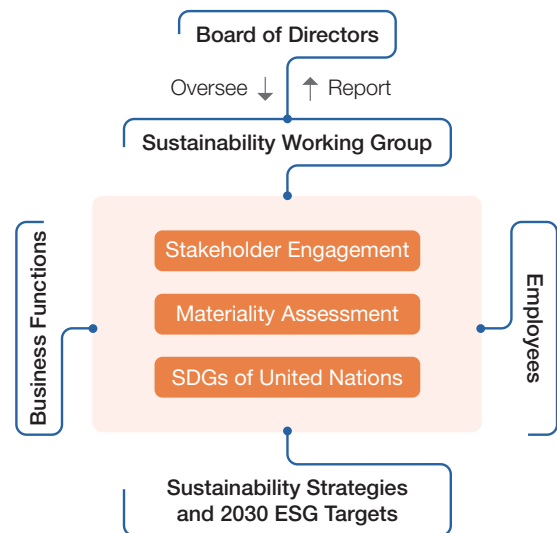 Board of Directors
Oversee ↓ ↑ Report
Sustainability Working Group
Business Functions
Stakeholder Engagement
Materiality Assessment
SDGs of United Nations
Employees
Sustainability Strategies
and 2030 ESG Targets